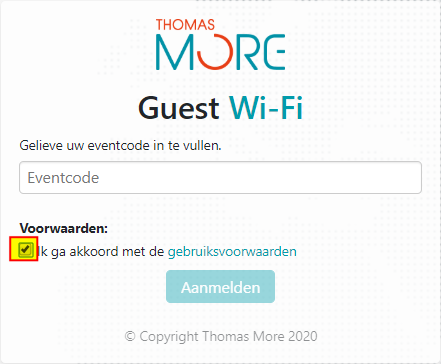 THOMAS
MORE
Guest Wi-Fi
Gelieve uw eventcode in te vullen.
Eventcode
Voorwaarden:
Ik ga akkoord met de gebruiksvoorwaarden
Aanmelden
© Copyright Thomas More 2020